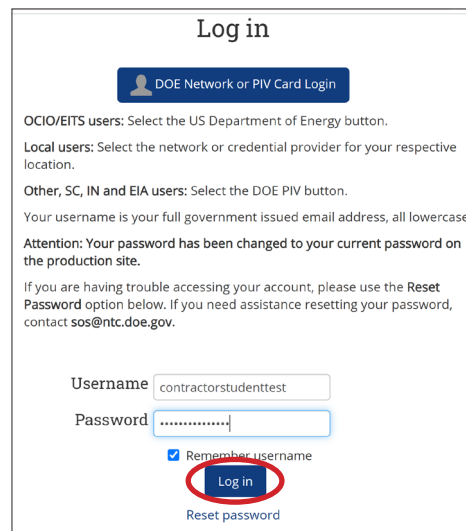 Log in
DOE Network or PIV Card Login
OCIO/EITS users: Select the US Department of Energy button.
Local users: Select the network or credential provider for your respective
location.
Other, SC, IN and EIA users: Select the DOE PIV button.
Your username is your full government issued email address, all lowercase
Attention: Your password has been changed to your current password on
the production site.
If you are having trouble accessing your account, please use the Reset
Password option below. If you need assistance resetting your password,
contact sos@ntc.doe.gov.
Username contractorstudenttest
Password ...............
Remember username
Log in
Reset password